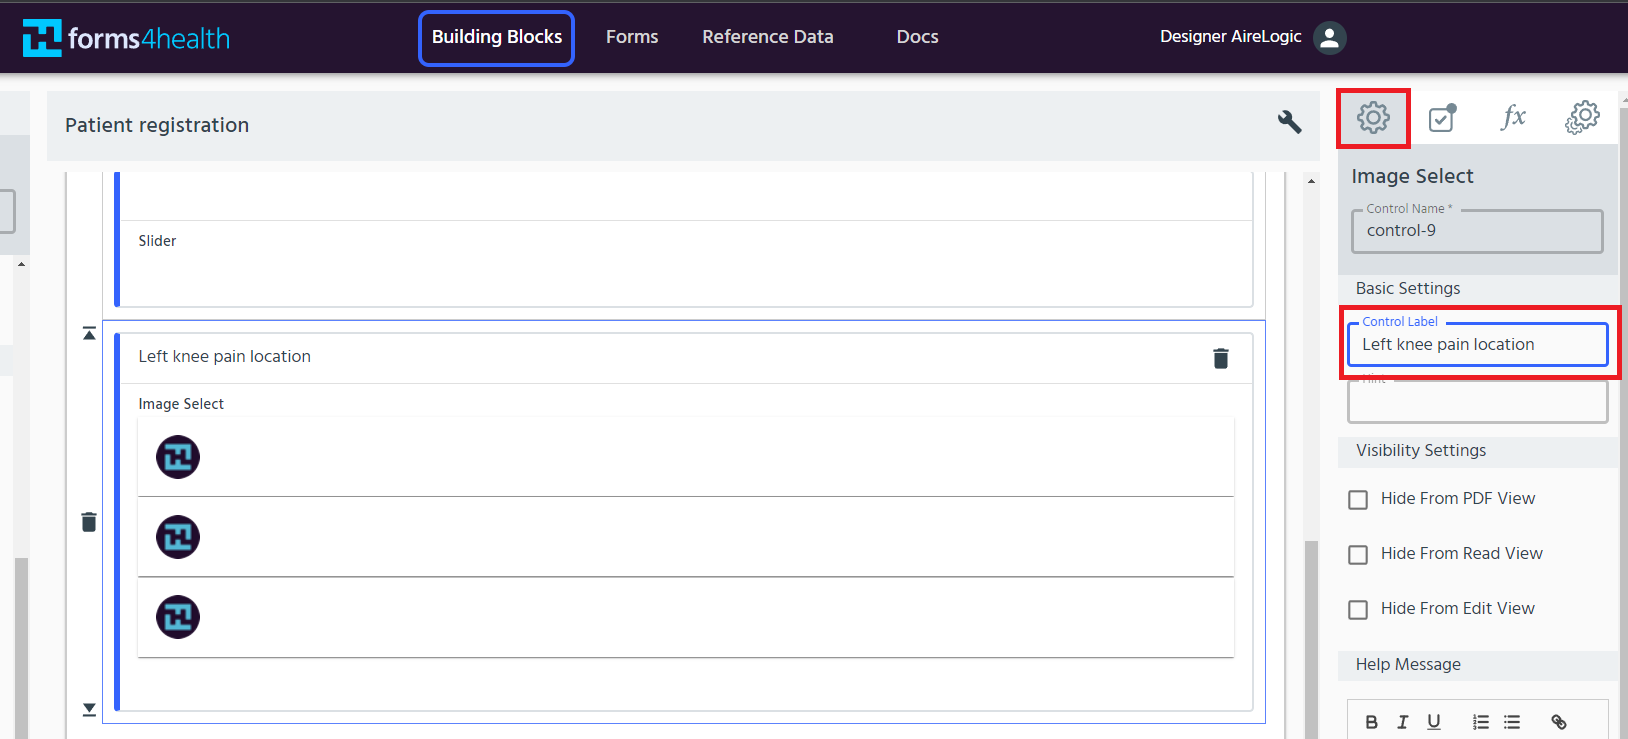 forms4health
Building Blocks
Forms
Reference Data
Docs
Designer AireLogic
Patient registration
fx
Slider
Left knee pain location
Image Select
Image Select
Control Name *
control-9
Basic Settings
Control Label
Left knee pain location
Hint
Visibility Settings
Hide From PDF View
Hide From Read View
Hide From Edit View
Help Message
B I U